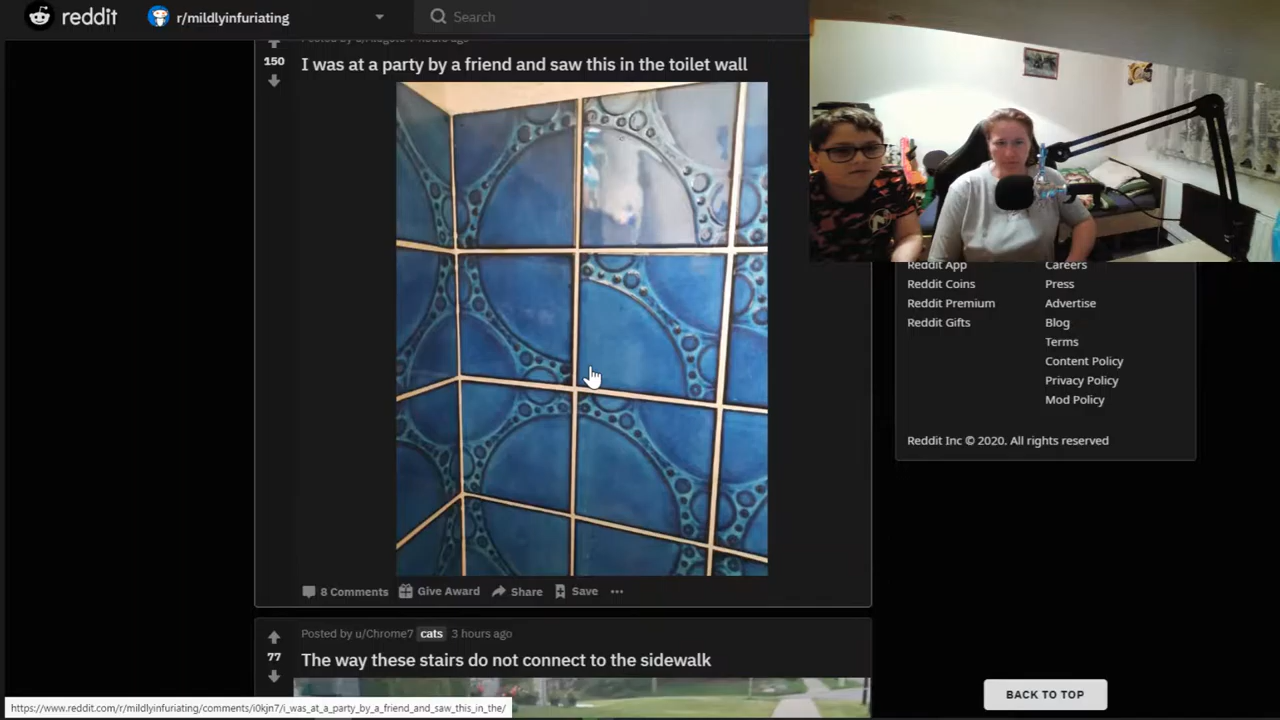 reddit
r/mildlyinfuriating
Search
150
I was at a party by a friend and saw this in the toilet wall
8 Comments
Give Award
Share
Save
Posted by u/Chrome7 cats 3 hours ago
77
The way these stairs do not connect to the sidewalk
Reddit App
Careers
Reddit Coins
Press
Reddit Premium
Advertise
Reddit Gifts
Blog
Terms
Content Policy
Privacy Policy
Mod Policy
Reddit Inc © 2020. All rights reserved
BACK TO TOP
https://www.reddit.com/r/mildlyinfuriating/comments/i0kjn7/i_was_at_a_party_by_a_friend_and_saw_this_in_the/